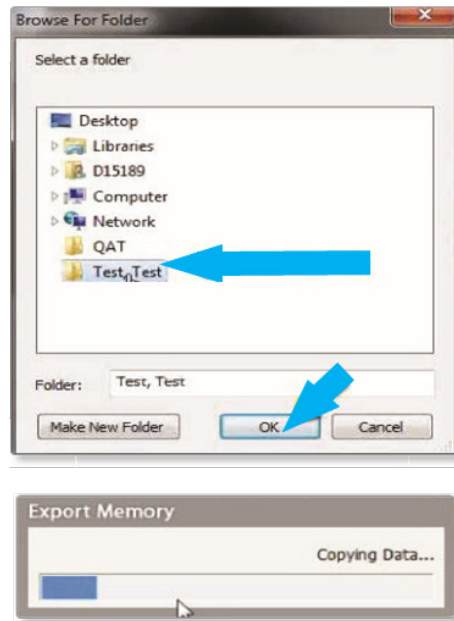 Browse For Folder
Select a folder
Desktop
Libraries
D15189
Computer
Network
QAT
Test, Test
Folder: Test, Test
Make New Folder OK Cancel
Export Memory
Copying Data...